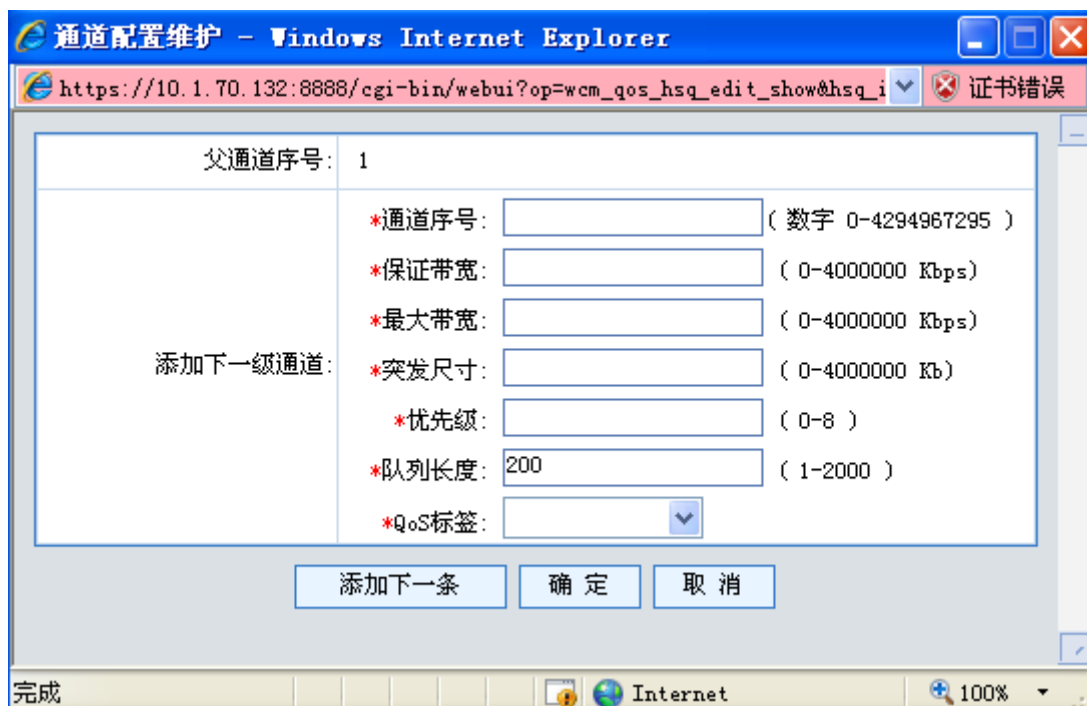 通道配置维护 - Windows Internet Explorer
https://10.1.70.132:8888/cgi-bin/webui?op=wcm_qos_hsq_edit_show&hsq_i 证书错误
父通道序号: 1
*通道序号: ( 数字 0-4294967295 )
*保证带宽: ( 0-4000000 Kbps)
*最大带宽: ( 0-4000000 Kbps)
添加下一级通道: *突发尺寸: ( 0-4000000 Kb)
*优先级: ( 0-8 )
*队列长度: 200 ( 1-2000 )
*QoS标签:
添加下一条 确 定 取 消
完成 Internet 100%